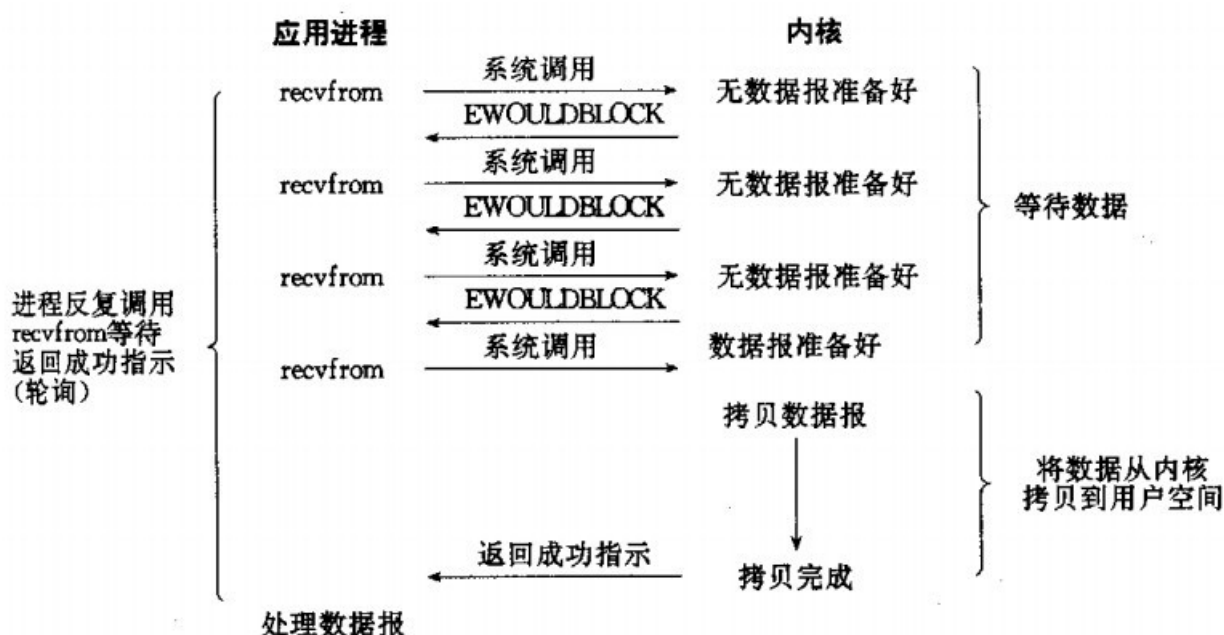 应用进程
内核
系统调用
recvfrom
无数据报准备好
EWOULDBLOCK
系统调用
recvfrom
无数据报准备好
EWOULDBLOCK
等待数据
系统调用
recvfrom
无数据报准备好
EWOULDBLOCK
进程反复调用
recvfrom等待
返回成功指示
(轮询)
系统调用
recvfrom
数据报准备好
拷贝数据报
将数据从内核
拷贝到用户空间
返回成功指示
拷贝完成
处理数据报